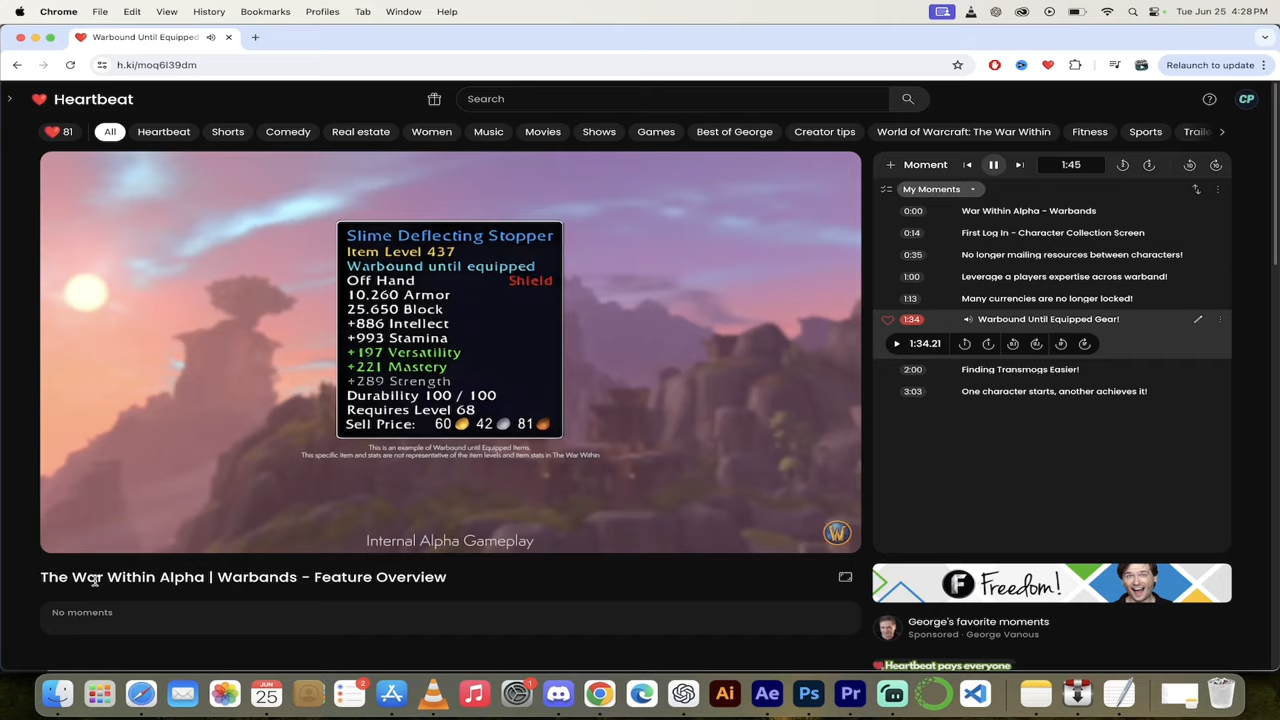 Chrome File Edit View History Bookmarks Profiles Tab Window Help Tue Jun 25 4:28 PM
Warbound Until Equipped
h.ki/moq6l39dm Relaunch to update
Heartbeat Search CP
81 All Heartbeat Shorts Comedy Real estate Women Music Movies Shows Games Best of George Creator tips World of Warcraft: The War Within Fitness Sports Traile
Slime Deflecting Stopper
Item Level 437
Warbound until equipped
Off Hand Shield
10,260 Armor
25,650 Block
+886 Intellect
+993 Stamina
+197 Versatility
+221 Mastery
+289 Strength
Durability 100 / 100
Requires Level 68
Sell Price: 60 42 81
This is an example of Warbound until Equipped Items.
This specific item and stats are not representative of the item levels and item stats in The War Within
Internal Alpha Gameplay
W
The War Within Alpha | Warbands - Feature Overview
No moments
Moment 1:45
My Moments
0:00 War Within Alpha - Warbands
0:14 First Log In - Character Collection Screen
0:35 No longer mailing resources between characters!
1:00 Leverage a players expertise across warband!
1:13 Many currencies are no longer locked!
1:34 Warbound Until Equipped Gear!
1:34.21
2:00 Finding Transmogs Easier!
3:03 One character starts, another achieves it!
F Freedom!
George's favorite moments
Sponsored · George Vanous
Heartbeat pays everyone
JUN
25 2 1 Ai Ae Ps Pr